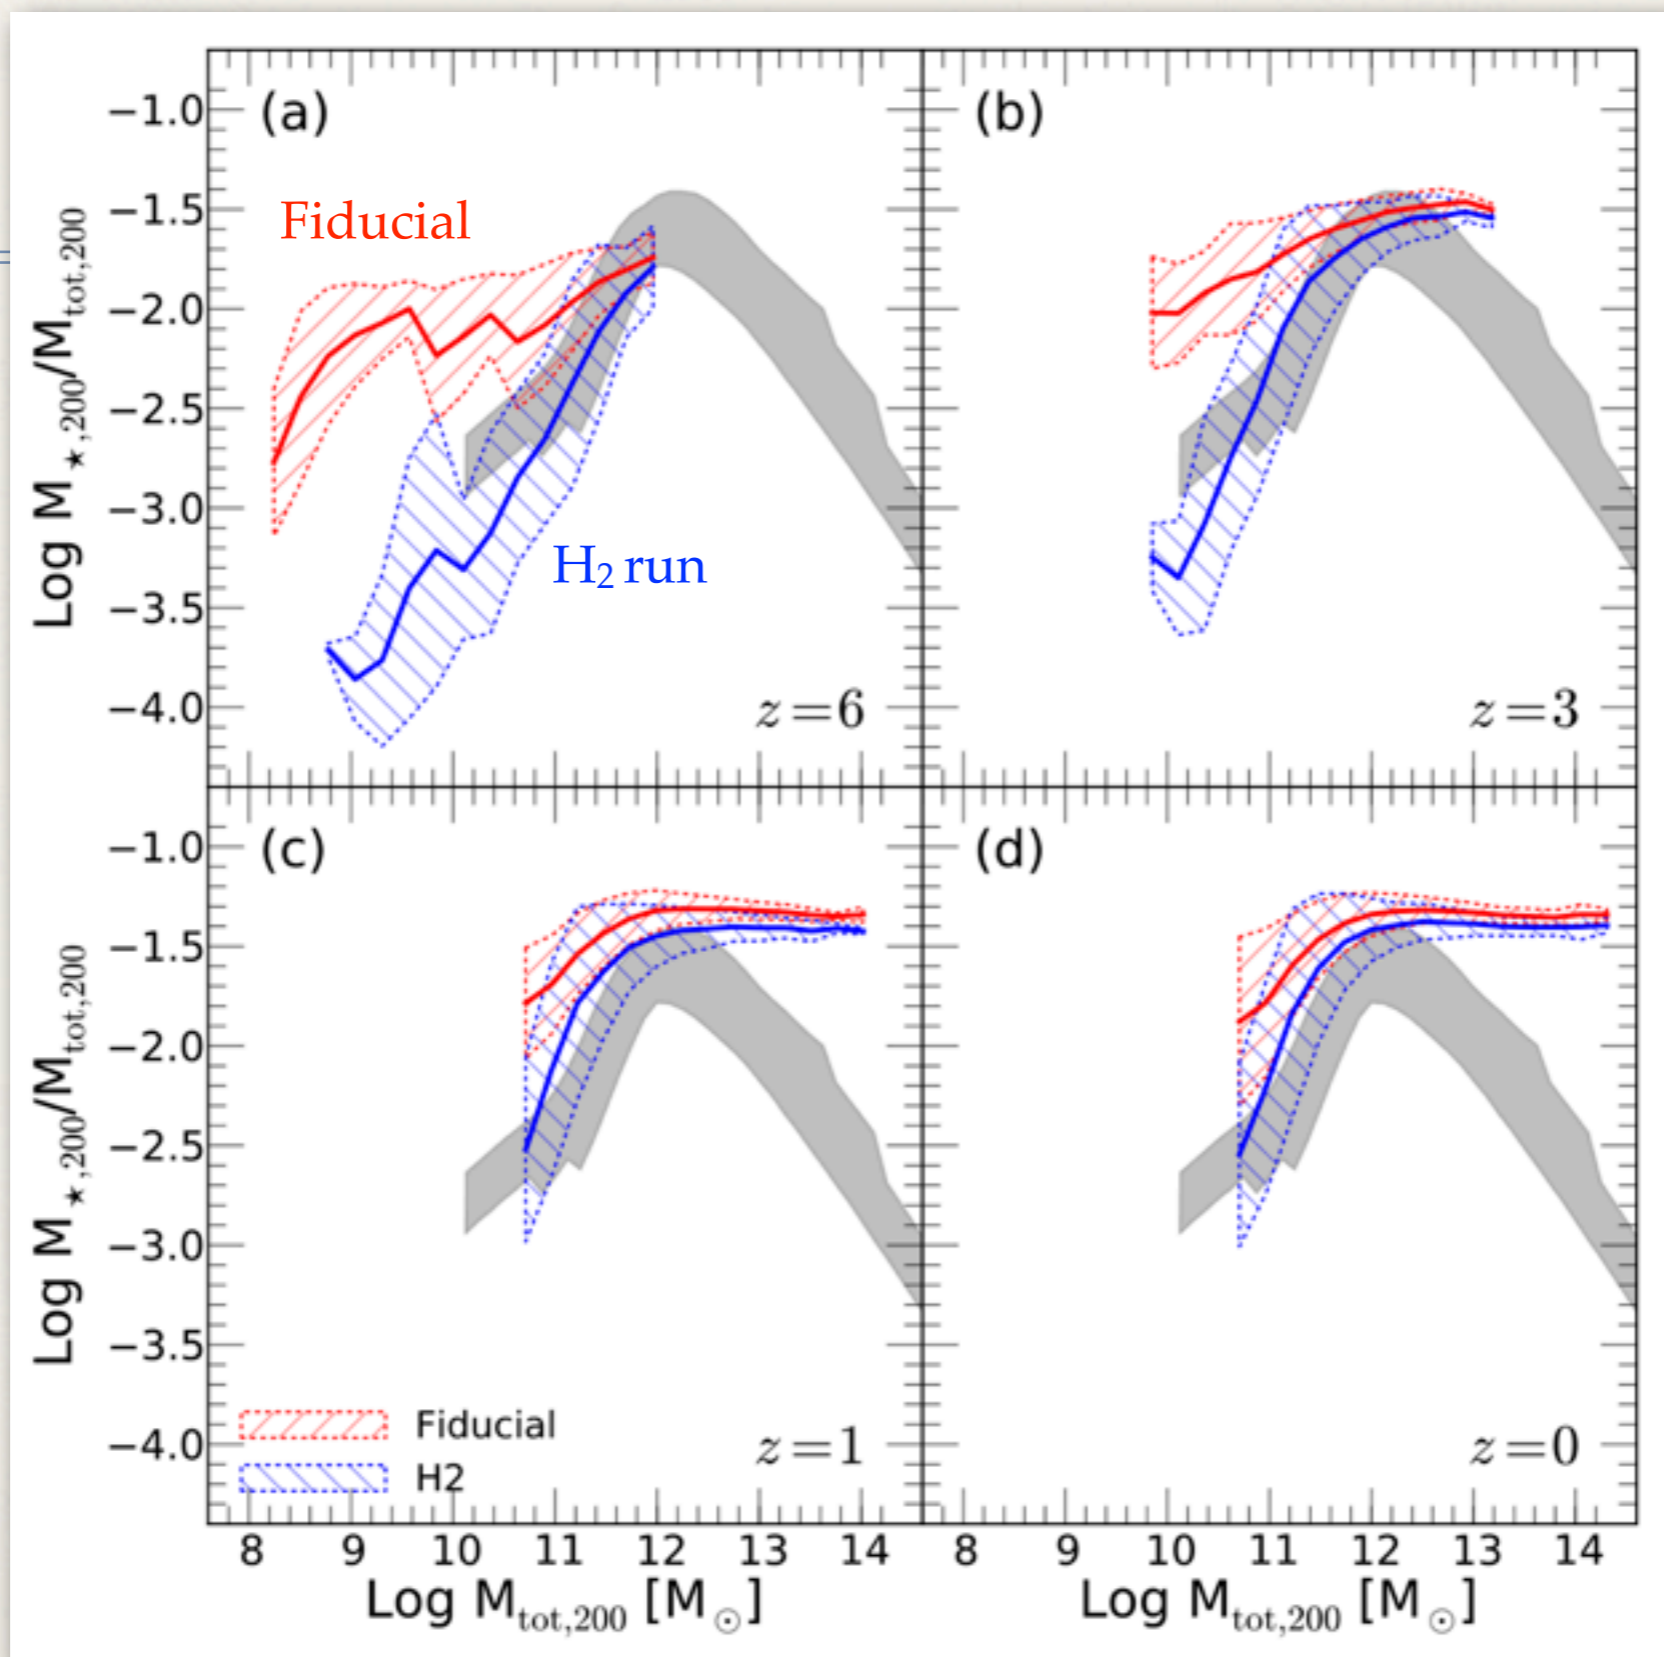 (a)
(b)
−1.0
−1.5
−2.0
−2.5
−3.0
−3.5
−4.0
Log M★,200/Mtot,200
Fiducial
H2 run
z=6
z=3
(c)
(d)
−1.0
−1.5
−2.0
−2.5
−3.0
−3.5
−4.0
Log M★,200/Mtot,200
Fiducial
H2
z=1
z=0
8 9 10 11 12 13 14
8 9 10 11 12 13 14
Log Mtot,200 [M⊙]
Log Mtot,200 [M⊙]